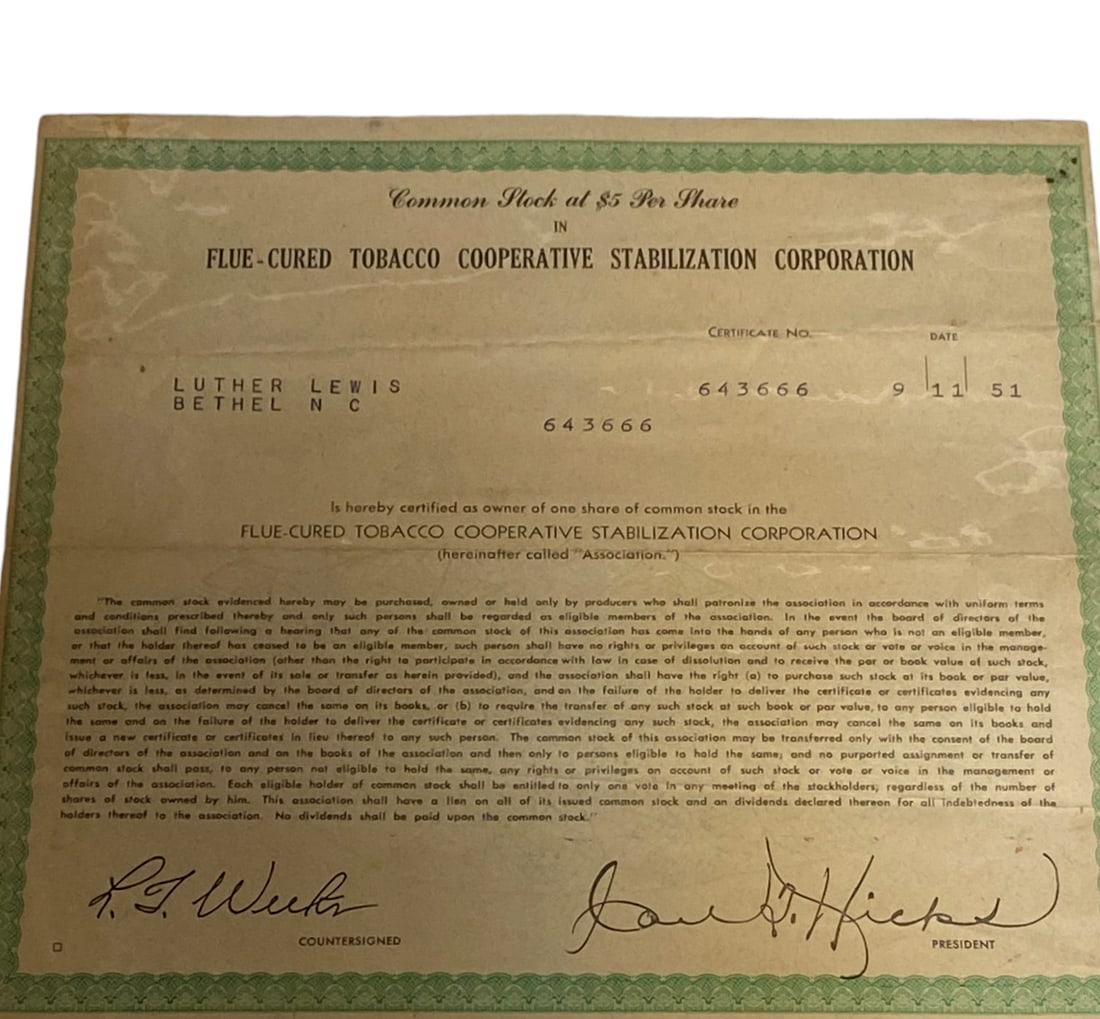 Common Stock at $5 Per Share
IN
FLUE-CURED TOBACCO COOPERATIVE STABILIZATION CORPORATION
CERTIFICATE NO. DATE
LUTHER LEWIS 643666 9 11 51
BETHEL N C
643666
Is hereby certified as owner of one share of common stock in the
FLUE-CURED TOBACCO COOPERATIVE STABILIZATION CORPORATION
(hereinafter called "Association.")
"The common stock evidenced hereby may be purchased, owned or held only by producers who shall patronize the association in accordance with uniform terms
and conditions prescribed thereby and only such persons shall be regarded as eligible members of the association. In the event the board of directors of the
association shall find following a hearing that any of the common stock of this association has come into the hands of any person who is not an eligible member,
or that the holder thereof has ceased to be an eligible member, such person shall have no rights or privileges on account of such stock or vote or voice in the manage-
ment or affairs of the association (other than the right to participate in accordance with law in case of dissolution and to receive the par or book value of such stock,
whichever is less, in the event of its sale or transfer as herein provided), and the association shall have the right (a) to purchase such stock at its book or par value,
whichever is less, as determined by the board of directors of the association, and on the failure of the holder to deliver the certificate or certificates evidencing any
such stock, the association may cancel the same on its books, or (b) to require the transfer of any such stock at such book or par value, to any person eligible to hold
the same and on the failure of the holder to deliver the certificate or certificates evidencing any such stock, the association may cancel the same on its books and
issue a new certificate or certificates in lieu thereof to any such person. The common stock of this association may be transferred only with the consent of the board
of directors of the association and on the books of the association and then only to persons eligible to hold the same; and no purported assignment or transfer of
common stock shall pass, to any person not eligible to hold the same, any rights or privileges on account of such stock or vote or voice in the management or
affairs of the association. Each eligible holder of common stock shall be entitled to only one vote in any meeting of the stockholders, regardless of the number of
shares of stock owned by him. This association shall have a lien on all of its issued common stock and on dividends declared thereon for all indebtedness of the
holders thereof to the association. No dividends shall be paid upon the common stock."
L. T. Weeks Carl T. Hicks
COUNTERSIGNED PRESIDENT